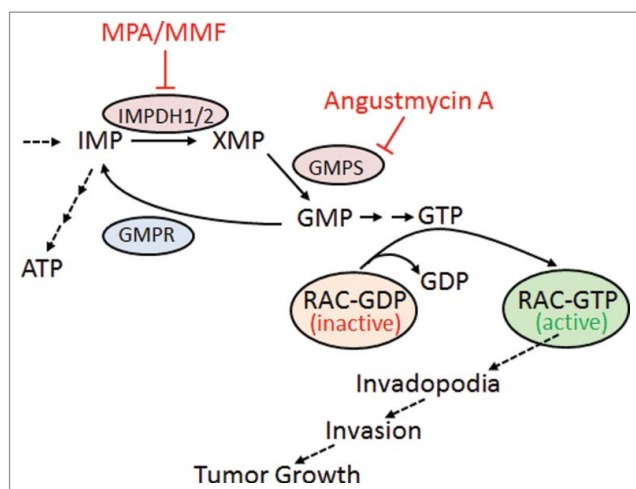 MPA/MMF
Angustmycin A
IMPDH1/2
IMP
XMP
GMPS
GMP
GTP
GMPR
ATP
GDP
RAC-GDP
(inactive)
RAC-GTP
(active)
Invadopodia
Invasion
Tumor Growth